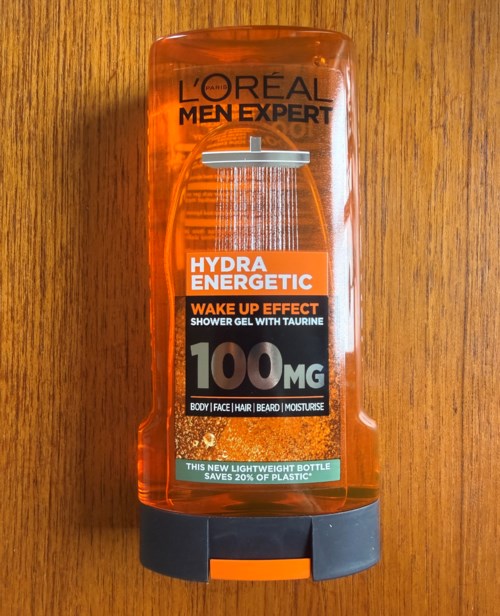 L'ORÉAL
PARIS
MEN EXPERT
HYDRA
ENERGETIC
WAKE UP EFFECT
SHOWER GEL WITH TAURINE
100MG
BODY | FACE | HAIR | BEARD | MOISTURISE
THIS NEW LIGHTWEIGHT BOTTLE
SAVES 20% OF PLASTIC*